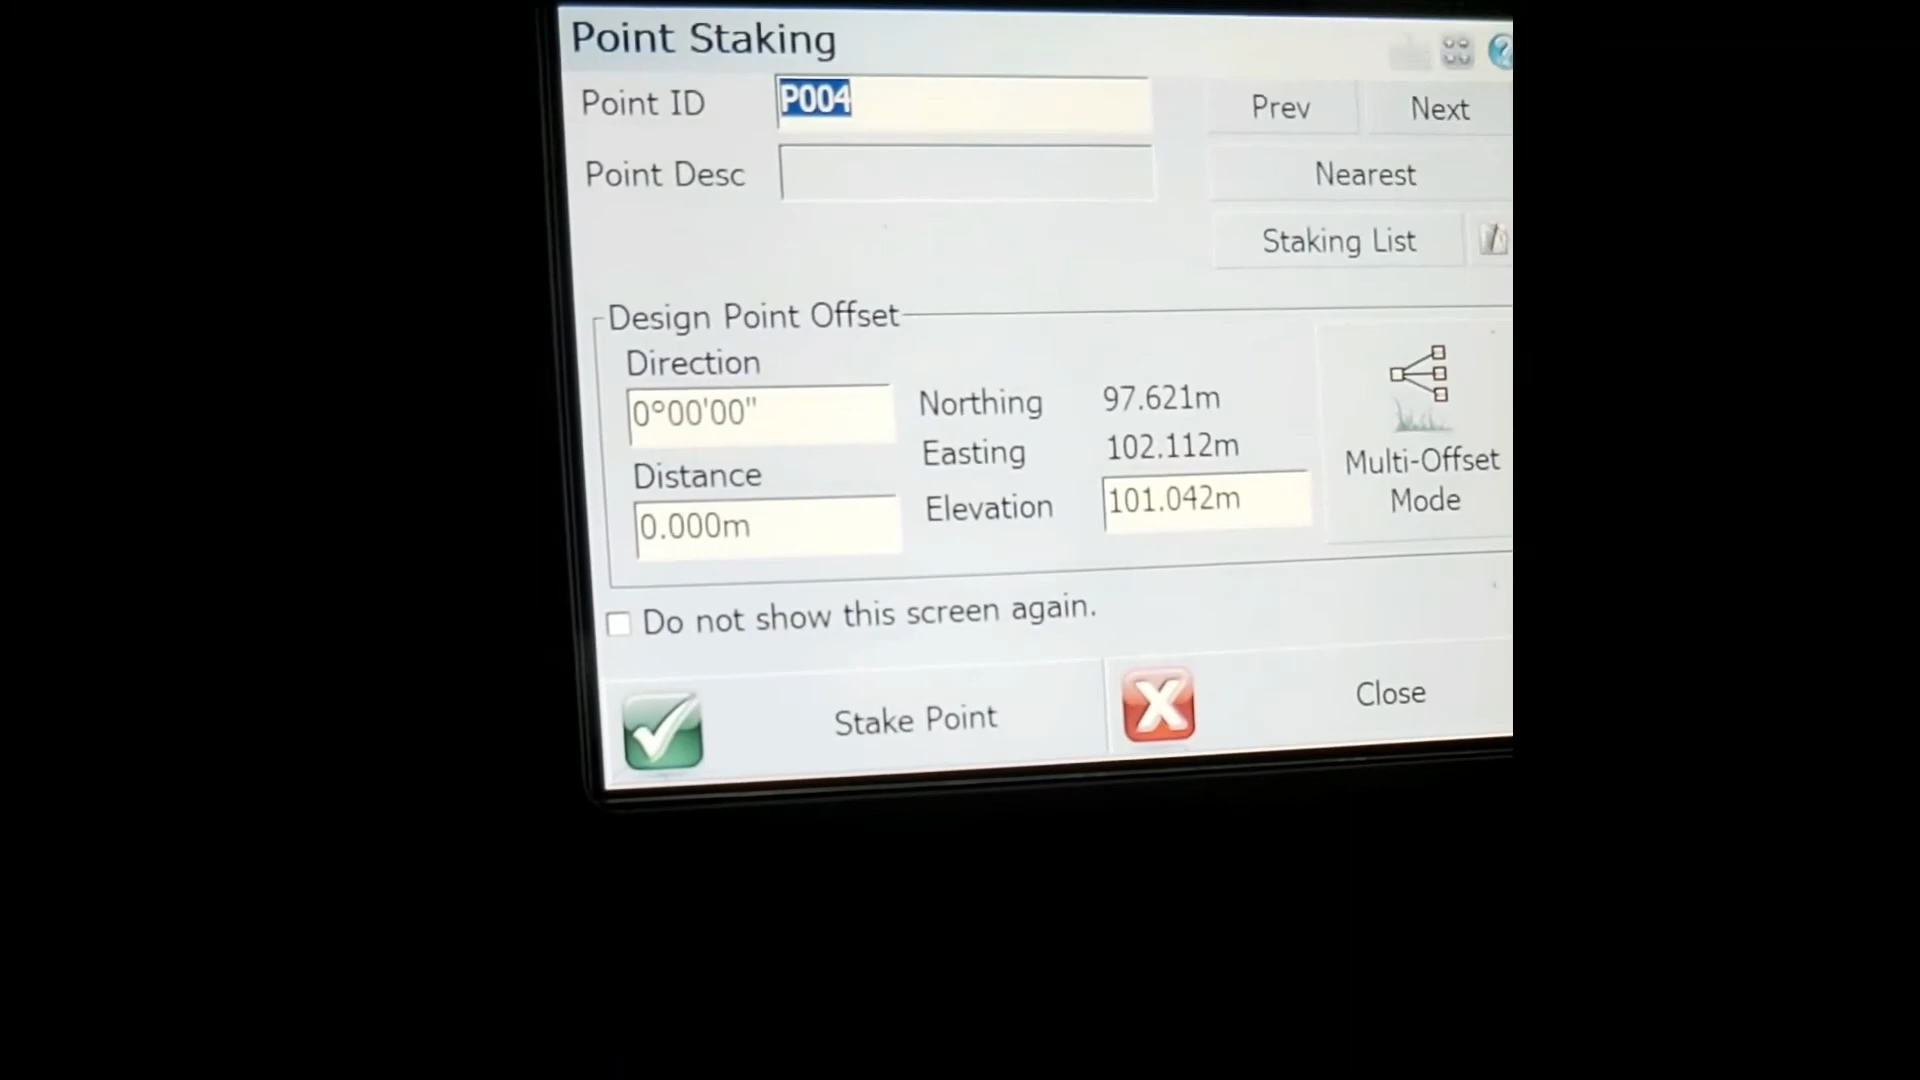 Point Staking
Point ID P004 Prev Next
Point Desc Nearest
Staking List
Design Point Offset
Direction
0°00'00" Northing 97.621m
Easting 102.112m
Distance
0.000m Elevation 101.042m
Multi-Offset
Mode
Do not show this screen again.
Stake Point Close